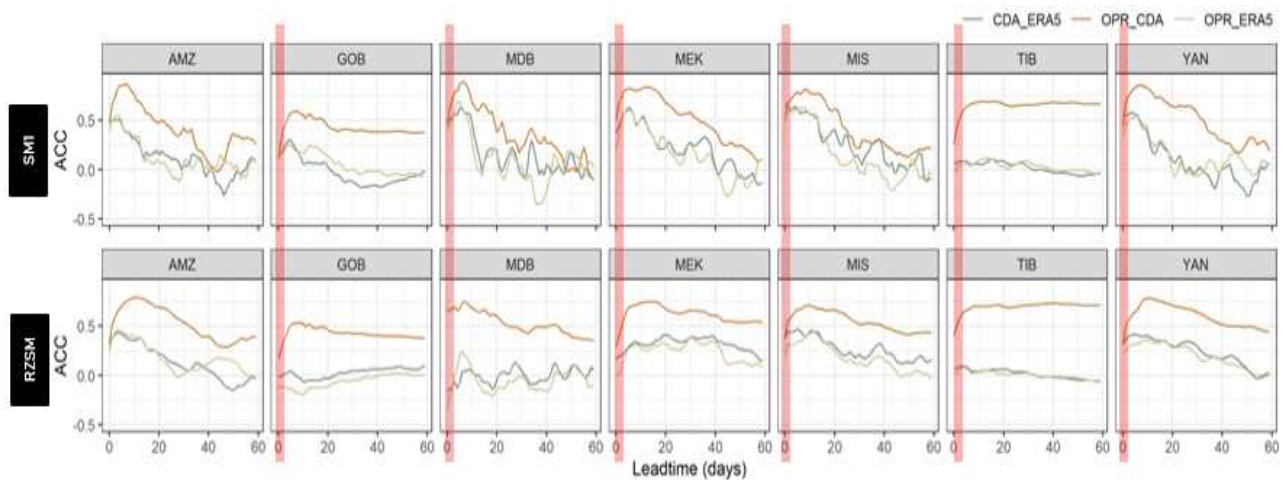 CDA_ERA5 OPR_CDA OPR_ERA5
AMZ GOB MDB MEK MIS TIB YAN
SM1
ACC
0.5
0.0
-0.5
AMZ GOB MDB MEK MIS TIB YAN
RZSM
ACC
0.5
0.0
-0.5
0 20 40 60 0 20 40 60 0 20 40 60 0 20 40 60 0 20 40 60 0 20 40 60 0 20 40 60
Leadtime (days)